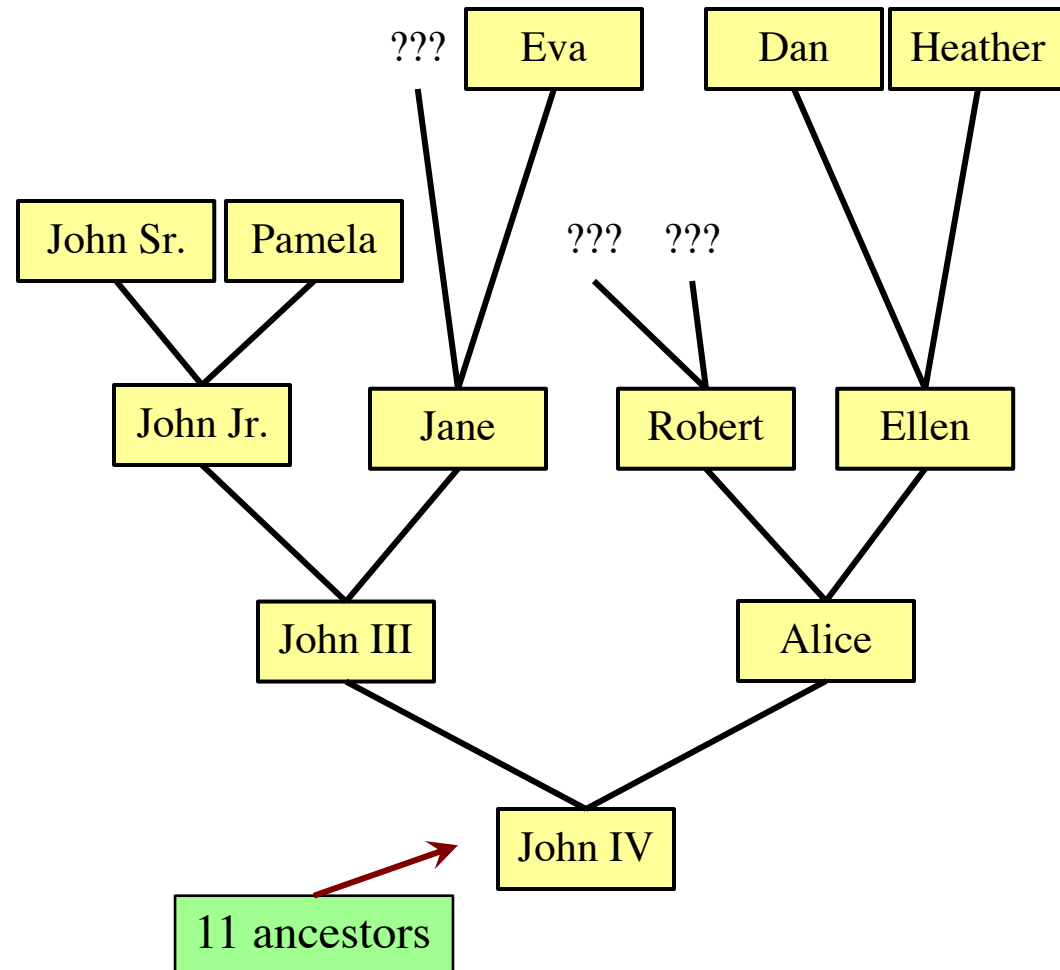 ??? Eva Dan Heather
John Sr. Pamela ??? ???
John Jr. Jane Robert Ellen
John III Alice
John IV
11 ancestors